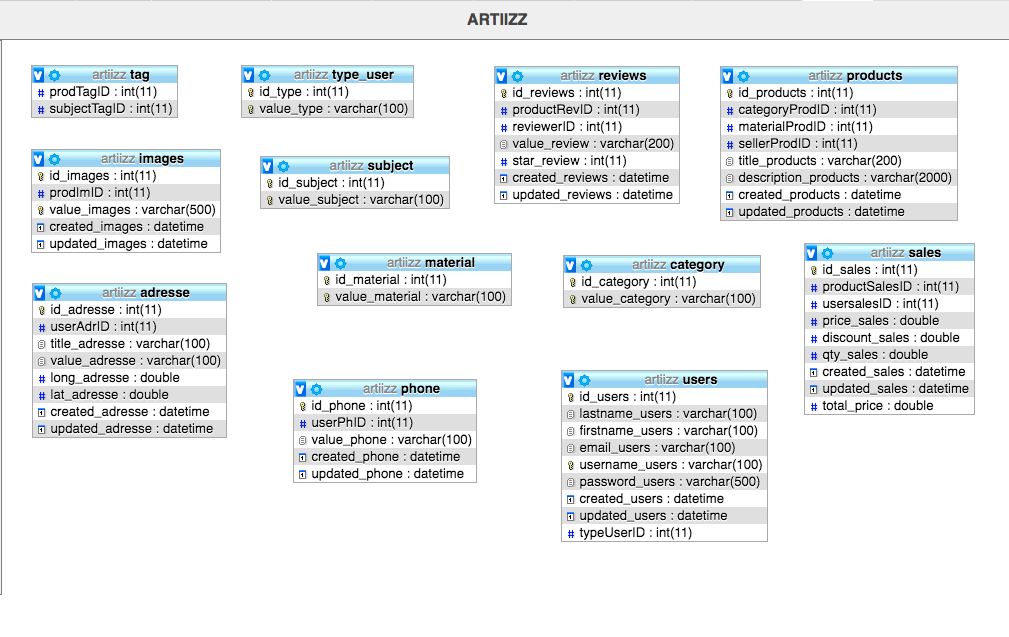 ARTIIZZ
artiizz tag
prodTagID : int(11)
subjectTagID : int(11)
artiizz type_user
id_type : int(11)
value_type : varchar(100)
artiizz reviews
id_reviews : int(11)
productRevID : int(11)
reviewerID : int(11)
value_review : varchar(200)
star_review : int(11)
created_reviews : datetime
updated_reviews : datetime
artiizz products
id_products : int(11)
categoryProdID : int(11)
materialProdID : int(11)
sellerProdID : int(11)
title_products : varchar(200)
description_products : varchar(2000)
created_products : datetime
updated_products : datetime
artiizz images
id_images : int(11)
prodImID : int(11)
value_images : varchar(500)
created_images : datetime
updated_images : datetime
artiizz subject
id_subject : int(11)
value_subject : varchar(100)
artiizz material
id_material : int(11)
value_material : varchar(100)
artiizz category
id_category : int(11)
value_category : varchar(100)
artiizz sales
id_sales : int(11)
productSalesID : int(11)
usersalesID : int(11)
price_sales : double
discount_sales : double
qty_sales : double
created_sales : datetime
updated_sales : datetime
total_price : double
artiizz adresse
id_adresse : int(11)
userAdrID : int(11)
title_adresse : varchar(100)
value_adresse : varchar(100)
long_adresse : double
lat_adresse : double
created_adresse : datetime
updated_adresse : datetime
artiizz phone
id_phone : int(11)
userPhID : int(11)
value_phone : varchar(100)
created_phone : datetime
updated_phone : datetime
artiizz users
id_users : int(11)
lastname_users : varchar(100)
firstname_users : varchar(100)
email_users : varchar(100)
username_users : varchar(100)
password_users : varchar(500)
created_users : datetime
updated_users : datetime
typeUserID : int(11)